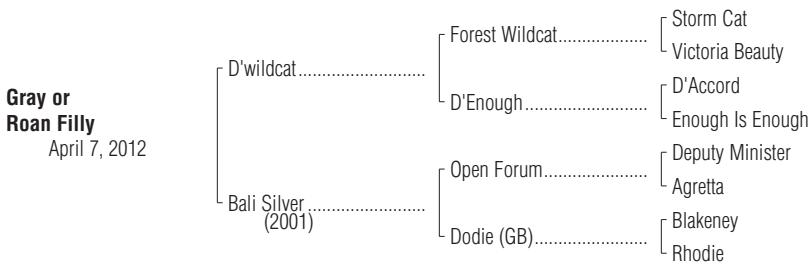 Gray or
Roan Filly
April 7, 2012
D'wildcat..........................
Bali Silver........................
(2001)
Forest Wildcat....................
D'Enough...........................
Open Forum......................
Dodie (GB)........................
Storm Cat
Victoria Beauty
D'Accord
Enough Is Enough
Deputy Minister
Agretta
Blakeney
Rhodie